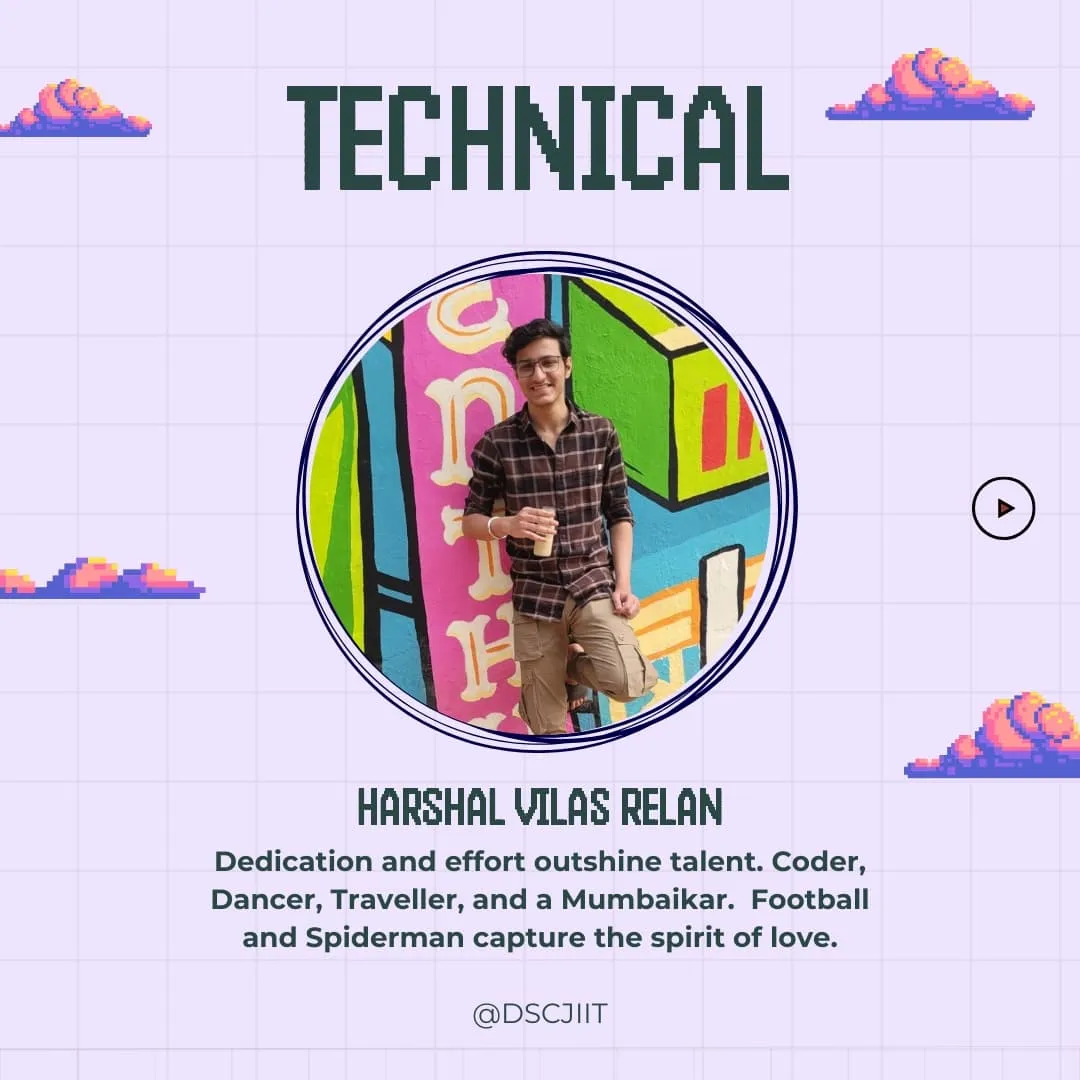 TECHNICAL
C
N
T
H
HARSHAL VILAS RELAN
Dedication and effort outshine talent. Coder,
Dancer, Traveller, and a Mumbaikar.  Football
and Spiderman capture the spirit of love.
@DSCJIIT